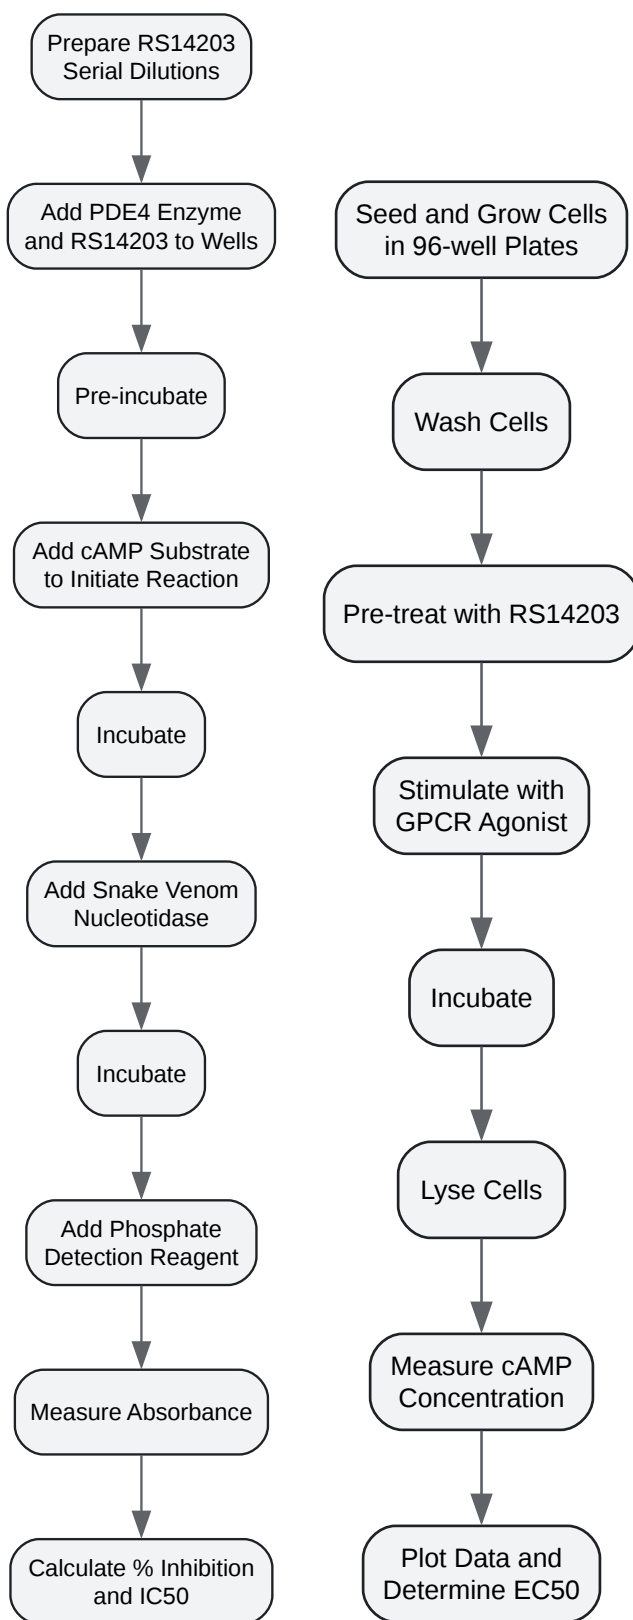 Prepare RS14203
Serial Dilutions
Add PDE4 Enzyme
and RS14203 to Wells
Pre-incubate
Add cAMP Substrate
to Initiate Reaction
Incubate
Add Snake Venom
Nucleotidase
Incubate
Add Phosphate
Detection Reagent
Measure Absorbance
Calculate % Inhibition
and IC50
Seed and Grow Cells
in 96-well Plates
Wash Cells
Pre-treat with RS14203
Stimulate with
GPCR Agonist
Incubate
Lyse Cells
Measure cAMP
Concentration
Plot Data and
Determine EC50